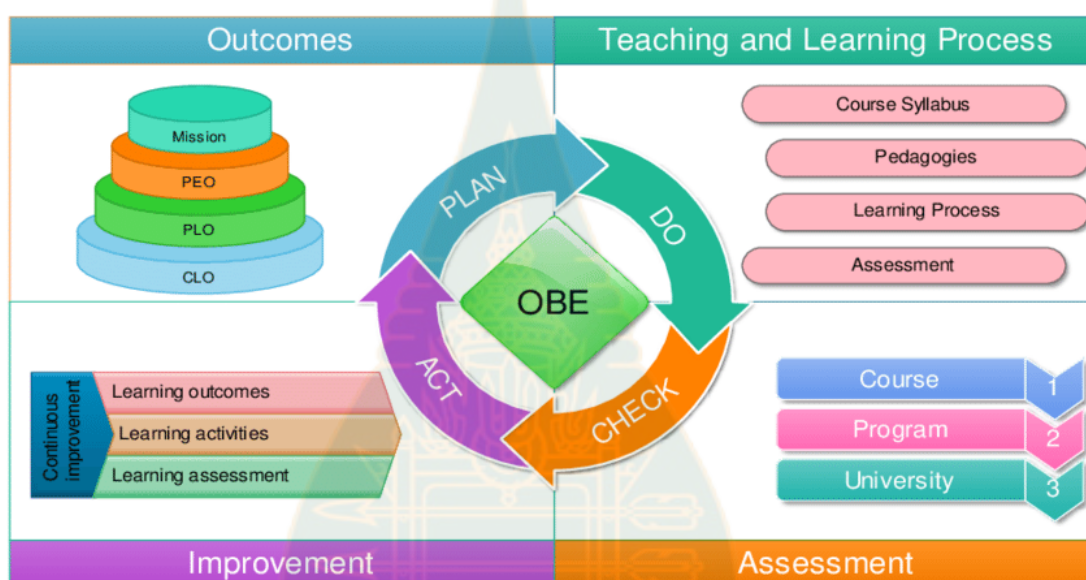 Outcomes
Teaching and Learning Process
Mission
PEO
PLO
CLO
Course Syllabus
Pedagogies
Learning Process
Assessment
PLAN
DO
CHECK
ACT
OBE
Continuous
improvement
Learning outcomes
Learning activities
Learning assessment
Course 1
Program 2
University 3
Improvement
Assessment